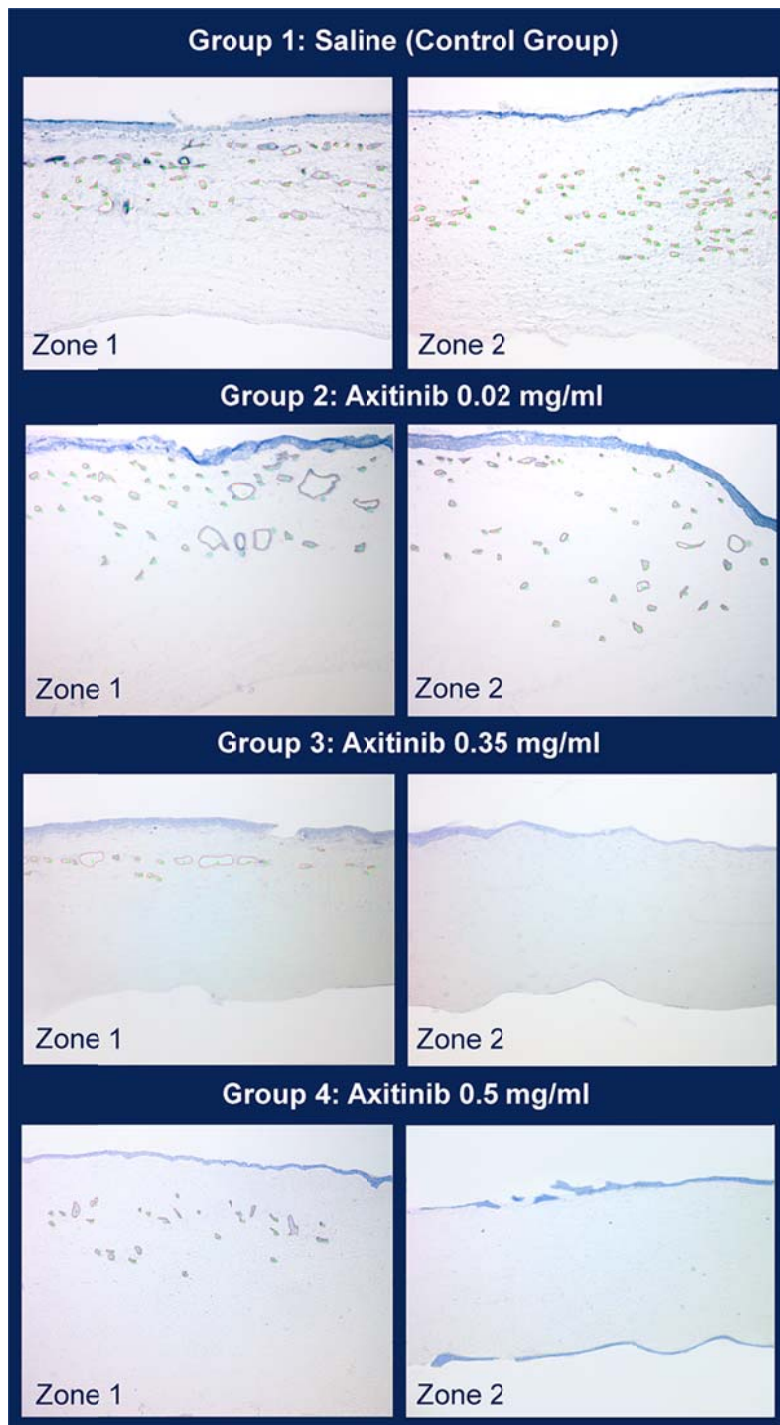 Group 1: Saline (Control Group)
Zone 1
Zone 2
Group 2: Axitinib 0.02 mg/ml
Zone 1
Zone 2
Group 3: Axitinib 0.35 mg/ml
Zone 1
Zone 2
Group 4: Axitinib 0.5 mg/ml
Zone 1
Zone 2